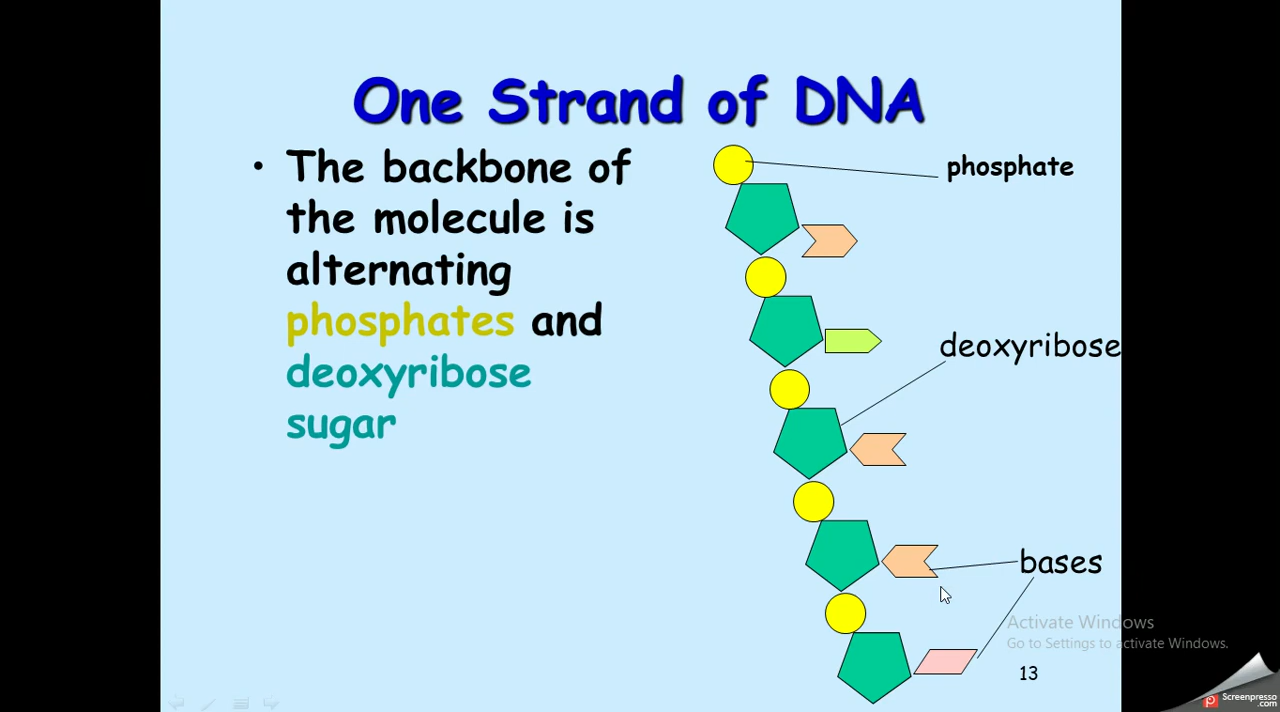 One Strand of DNA
• The backbone of
the molecule is
alternating
phosphates and
deoxyribose
sugar
phosphate
deoxyribose
bases
Activate Windows
Go to Settings to activate Windows.
13
Screenpresso
.com